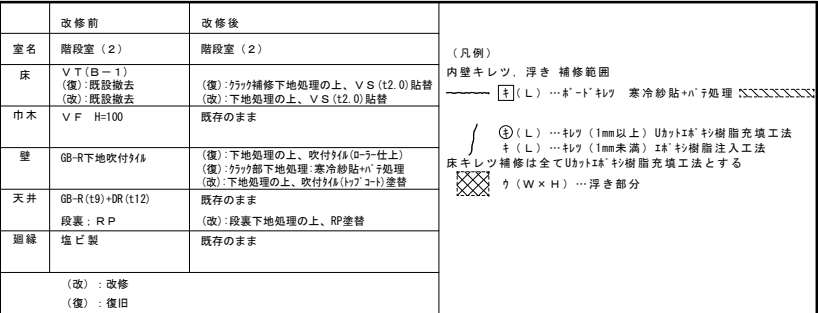 改修前 改修後
室名 階段室（2） 階段室（2）
床 ＶＴ(Ｂ－１)
(復):既設撤去 (復):ｸﾗｯｸ補修下地処理の上、ＶＳ(t2.0)貼替
(改):既設撤去 (改):下地処理の上、ＶＳ(t2.0)貼替
巾木 ＶＦ H=100 既存のまま
壁 GB-R下地吹付ﾀｲﾙ (復):下地処理の上、吹付ﾀｲﾙ(ﾛｰﾗｰ仕上)
(復):ｸﾗｯｸ部下地処理:寒冷紗貼+ﾊﾟﾃ処理
(改):下地処理の上、吹付ﾀｲﾙ(ﾄｯﾌﾟｺｰﾄ)塗替
天井 GB-R(t9)+DR(t12) 既存のまま
段裏：ＲＰ (改):段裏下地処理の上、RP塗替
廻縁 塩ビ製 既存のまま
（改）：改修
（復）：復旧
（凡例）
内壁キレツ、浮き 補修範囲
キ（Ｌ）…ﾎﾞｰﾄﾞｷﾚﾂ 寒冷紗貼+ﾊﾟﾃ処理
キ（Ｌ）…ｷﾚﾂ（1mm以上）Uｶｯﾄｴﾎﾟｷｼ樹脂充填工法
キ（Ｌ）…ｷﾚﾂ（1mm未満）ｴﾎﾟｷｼ樹脂注入工法
床キレツ補修は全てUｶｯﾄｴﾎﾟｷｼ樹脂充填工法とする
ウ（Ｗ×Ｈ）…浮き部分